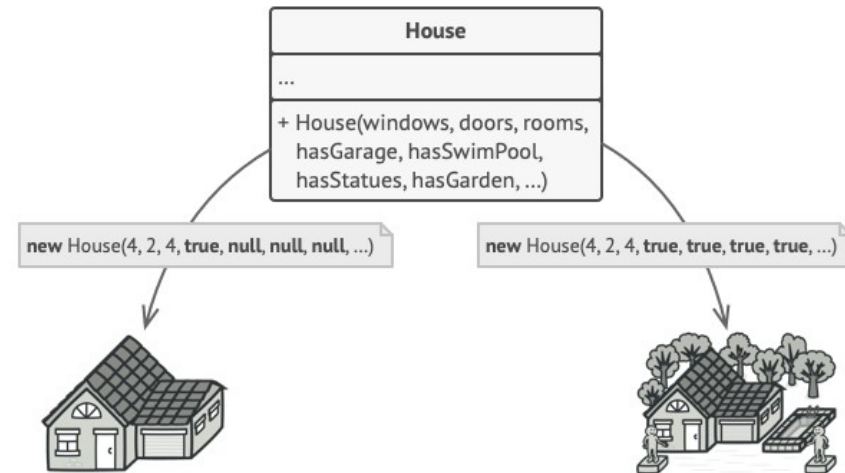 House
...
+ House(windows, doors, rooms,
hasGarage, hasSwimPool,
hasStatues, hasGarden, ...)
new House(4, 2, 4, true, null, null, null, ...)
new House(4, 2, 4, true, true, true, true, ...)